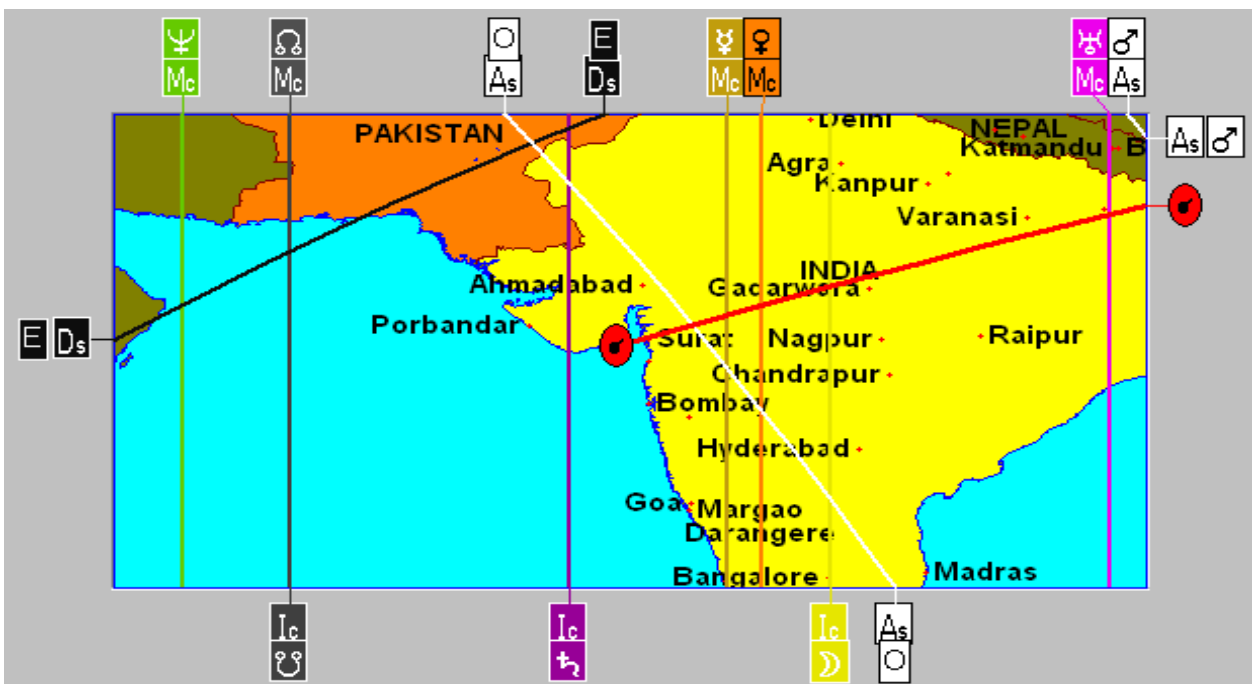 E
Mc Mc As Ds Mc Mc Mc As
PAKISTAN
Delhi
NEPAL
Katmandu B
As
Agra
Kanpur
Varanasi
INDIA
Ahmadabad
Gadarwara
Porbandar
Surat
Nagpur
Raipur
E Ds
Chandrapur
Bombay
Hyderabad
Goa
Margao
Darangere
Bangalore
Madras
Ic Ic Ic As